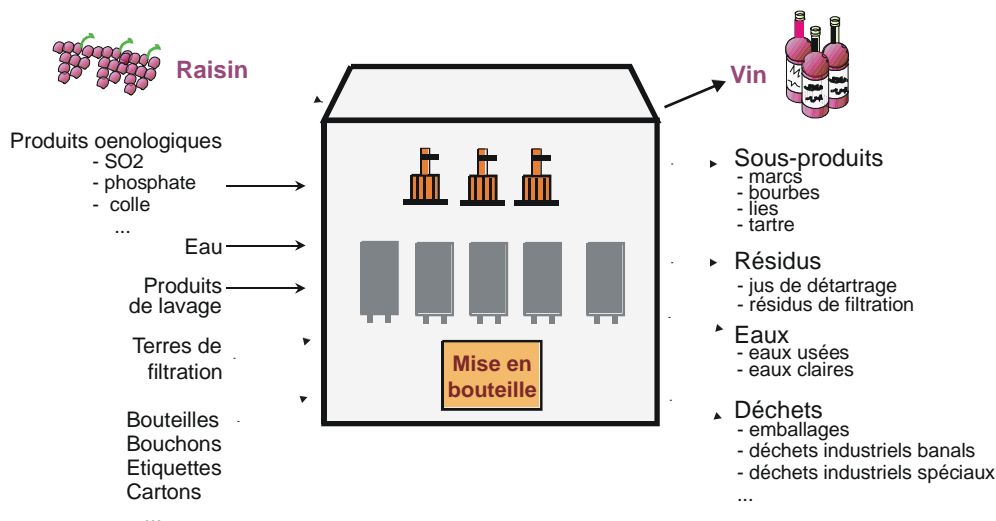 Raisin
Produits oenologiques
- SO2
- phosphate
- colle
...
Eau
Produits
de lavage
Terres de
filtration
Bouteilles
Bouchons
Etiquettes
Cartons
...
Mise en
bouteille
Vin
Sous-produits
- marcs
- bourbes
- lies
- tartre
Résidus
- jus de détartrage
- résidus de filtration
Eaux
- eaux usées
- eaux claires
Déchets
- emballages
- déchets industriels banals
- déchets industriels spéciaux
...